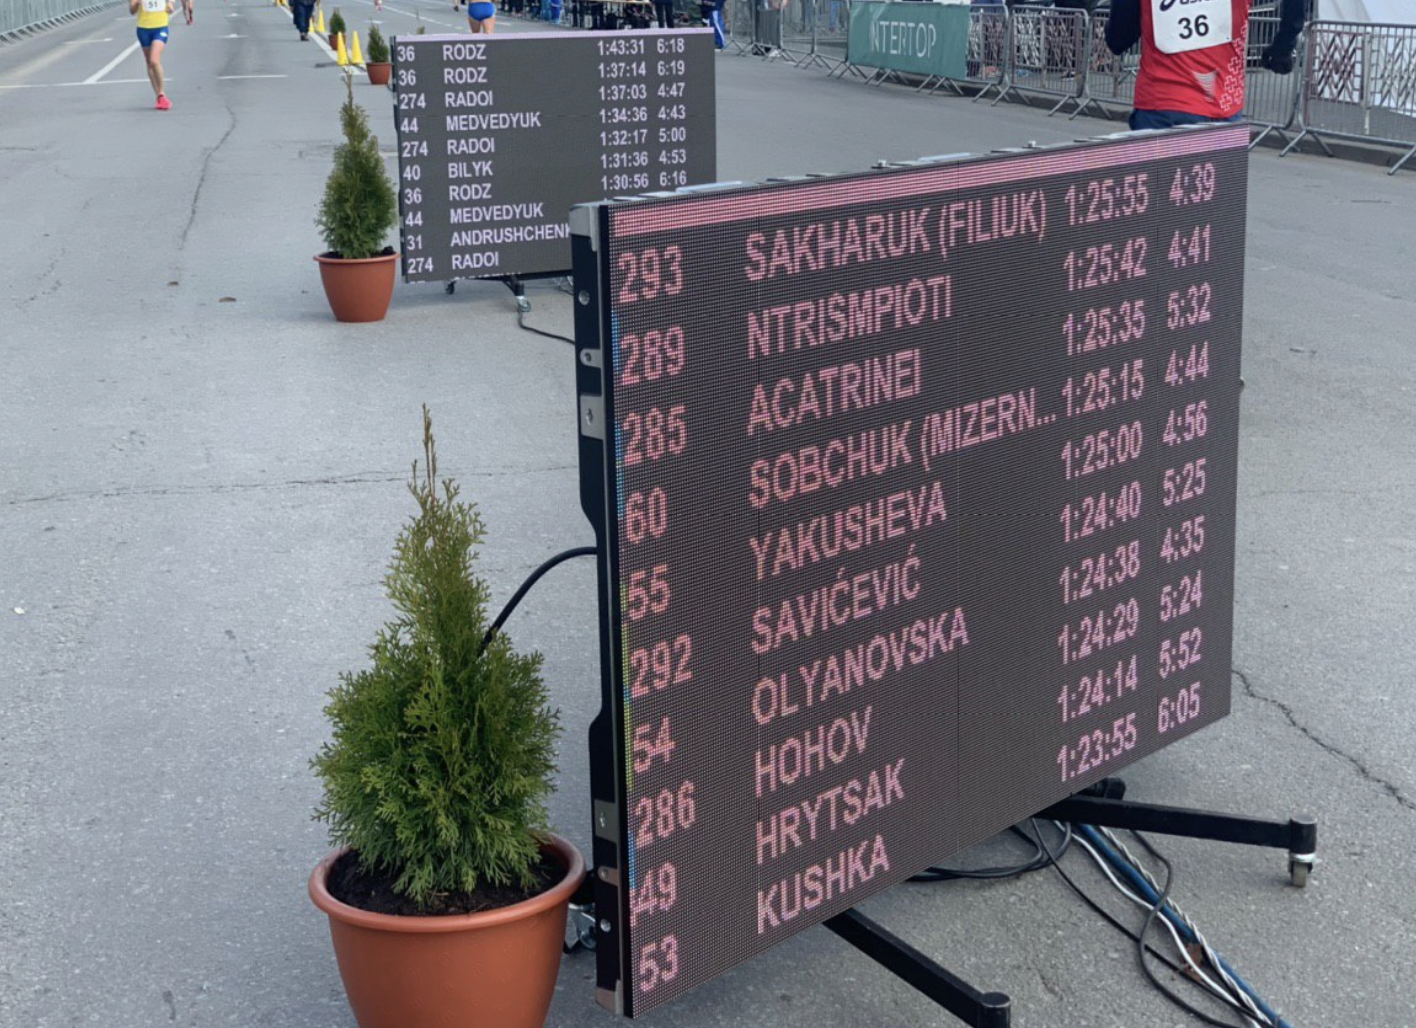 51
36
36 RODZ 1:43:31 6:18
36 RODZ 1:37:14 6:19
274 RADOI 1:37:03 4:47
44 MEDVEDYUK 1:34:36 4:43
274 RADOI 1:32:17 5:00
40 BILYK 1:31:36 4:53
36 RODZ 1:30:56 6:16
44 MEDVEDYUK
31 ANDRUSHCHENK
274 RADOI
INTERTOP
293 SAKHARUK (FILIUK) 1:25:55 4:39
289 NTRISMPIOTI 1:25:42 4:41
285 ACATRINEI 1:25:35 5:32
60 SOBCHUK (MIZERN... 1:25:15 4:44
55 YAKUSHEVA 1:25:00 4:56
292 SAVIĆEVIĆ 1:24:40 5:25
54 OLYANOVSKA 1:24:38 4:35
286 HOHOV 1:24:29 5:24
49 HRYTSAK 1:24:14 5:52
53 KUSHKA 1:23:55 6:05